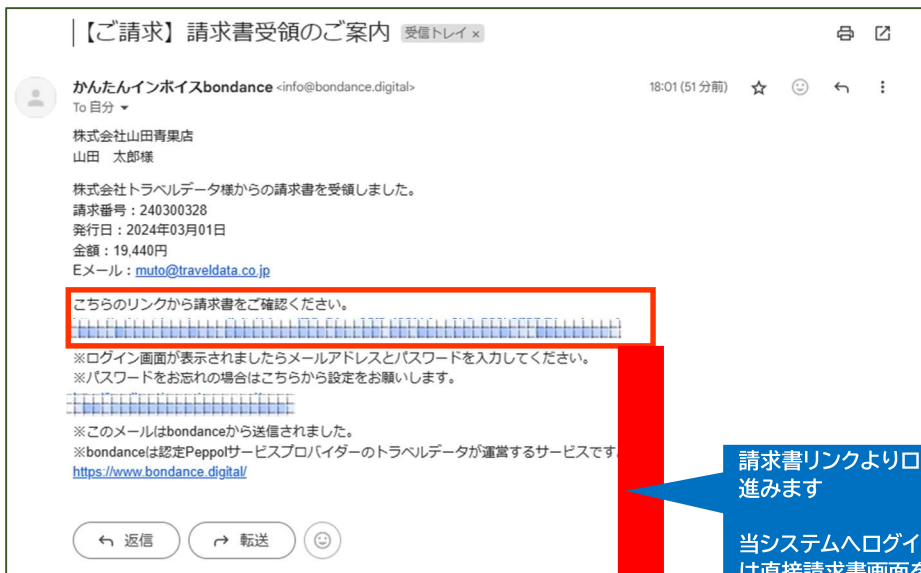 【ご請求】請求書受領のご案内 受信トレイ ×
かんたんインボイスbondance <info@bondance.digital> 18:01 (51 分前)
To 自分
株式会社山田青果店
山田　太郎様
株式会社トラベルデータ様からの請求書を受領しました。
請求番号：240300328
発行日：2024年03月01日
金額：19,440円
Eメール：muto@traveldata.co.jp
こちらのリンクから請求書をご確認ください。
※ログイン画面が表示されましたらメールアドレスとパスワードを入力してください。
※パスワードをお忘れの場合はこちらから設定をお願いします。
※このメールはbondanceから送信されました。
※bondanceは認定Peppolサービスプロバイダーのトラベルデータが運営するサービスです
https://www.bondance.digital/
請求書リンクよりロ
進みます
当システムへログイ
は直接請求書画面
返信 転送